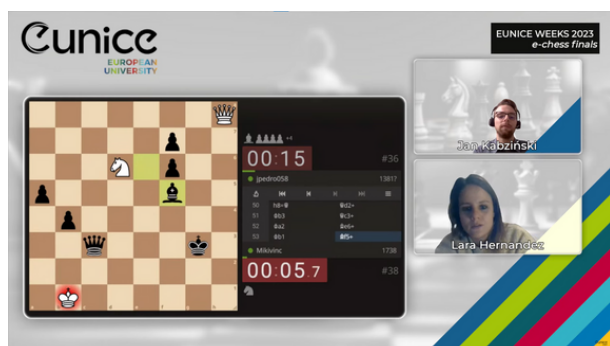 Eunice
EUROPEAN
UNIVERSITY
EUNICE WEEKS 2023
e-chess finals
00:15
#36
jpedro058
Jan Kabziński
50
51
52
53
Mikivinc
1738
00:05.7
#38
Lara Hernandez